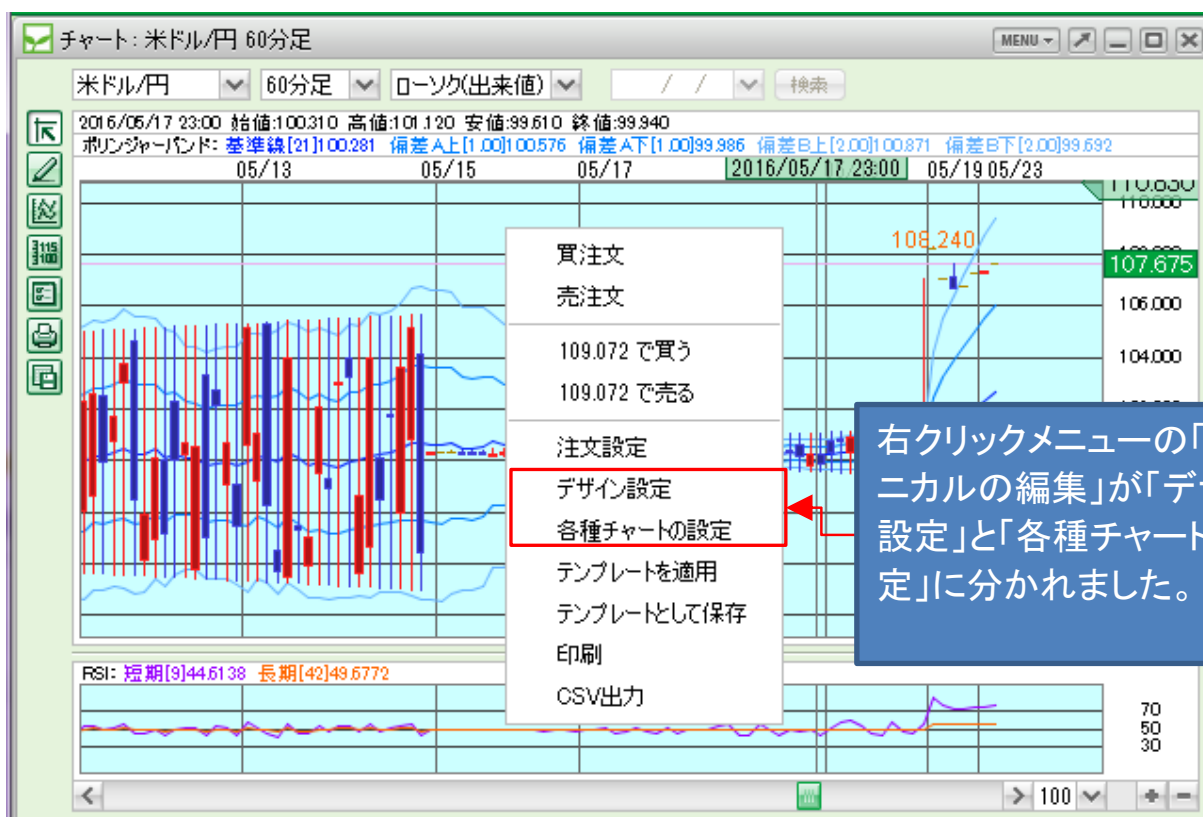 チャート : 米ドル/円 60分足
MENU
米ドル/円 60分足 ローソク(出来値) / / 検索
2016/05/17 23:00 始値:100.310 高値:101.120 安値:99.610 終値:99.940
ボリンジャーバンド: 基準線[21]100.281 偏差A上[1.00]100.576 偏差A下[1.00]99.986 偏差B上[2.00]100.871 偏差B下[2.00]99.692
05/13 05/15 05/17 2016/05/17 23:00 05/19 05/23
110.830
110.000
108.240
107.675
106.000
104.000
買注文
売注文
109.072 で買う
109.072 で売る
注文設定
デザイン設定
各種チャートの設定
テンプレートを適用
テンプレートとして保存
印刷
CSV出力
右クリックメニューの「
ニカルの編集」が「デ
設定」と「各種チャート
定」に分かれました。
RSI: 短期[9]44.6138 長期[42]49.6772
70
50
30
100